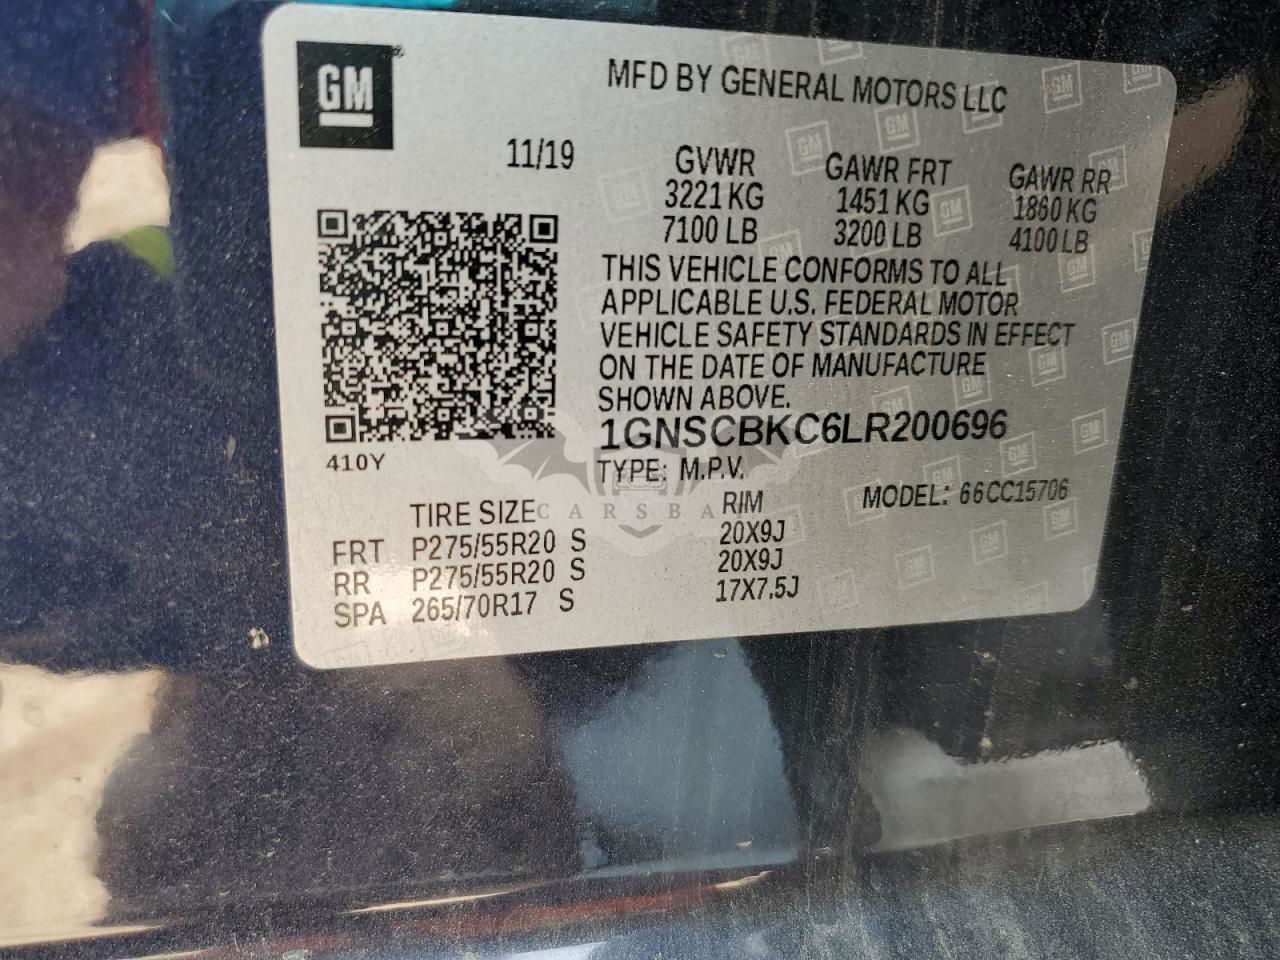 GM
MFD BY GENERAL MOTORS LLC
11/19
GVWR GAWR FRT GAWR RR
3221 KG 1451 KG 1860 KG
7100 LB 3200 LB 4100 LB
THIS VEHICLE CONFORMS TO ALL
APPLICABLE U.S. FEDERAL MOTOR
VEHICLE SAFETY STANDARDS IN EFFECT
ON THE DATE OF MANUFACTURE
SHOWN ABOVE.
1GNSCBKC6LR200696
410Y
TYPE: M.P.V.
MODEL: 66CC15706
TIRE SIZE RIM
FRT P275/55R20 S 20X9J
RR P275/55R20 S 20X9J
SPA 265/70R17 S 17X7.5J